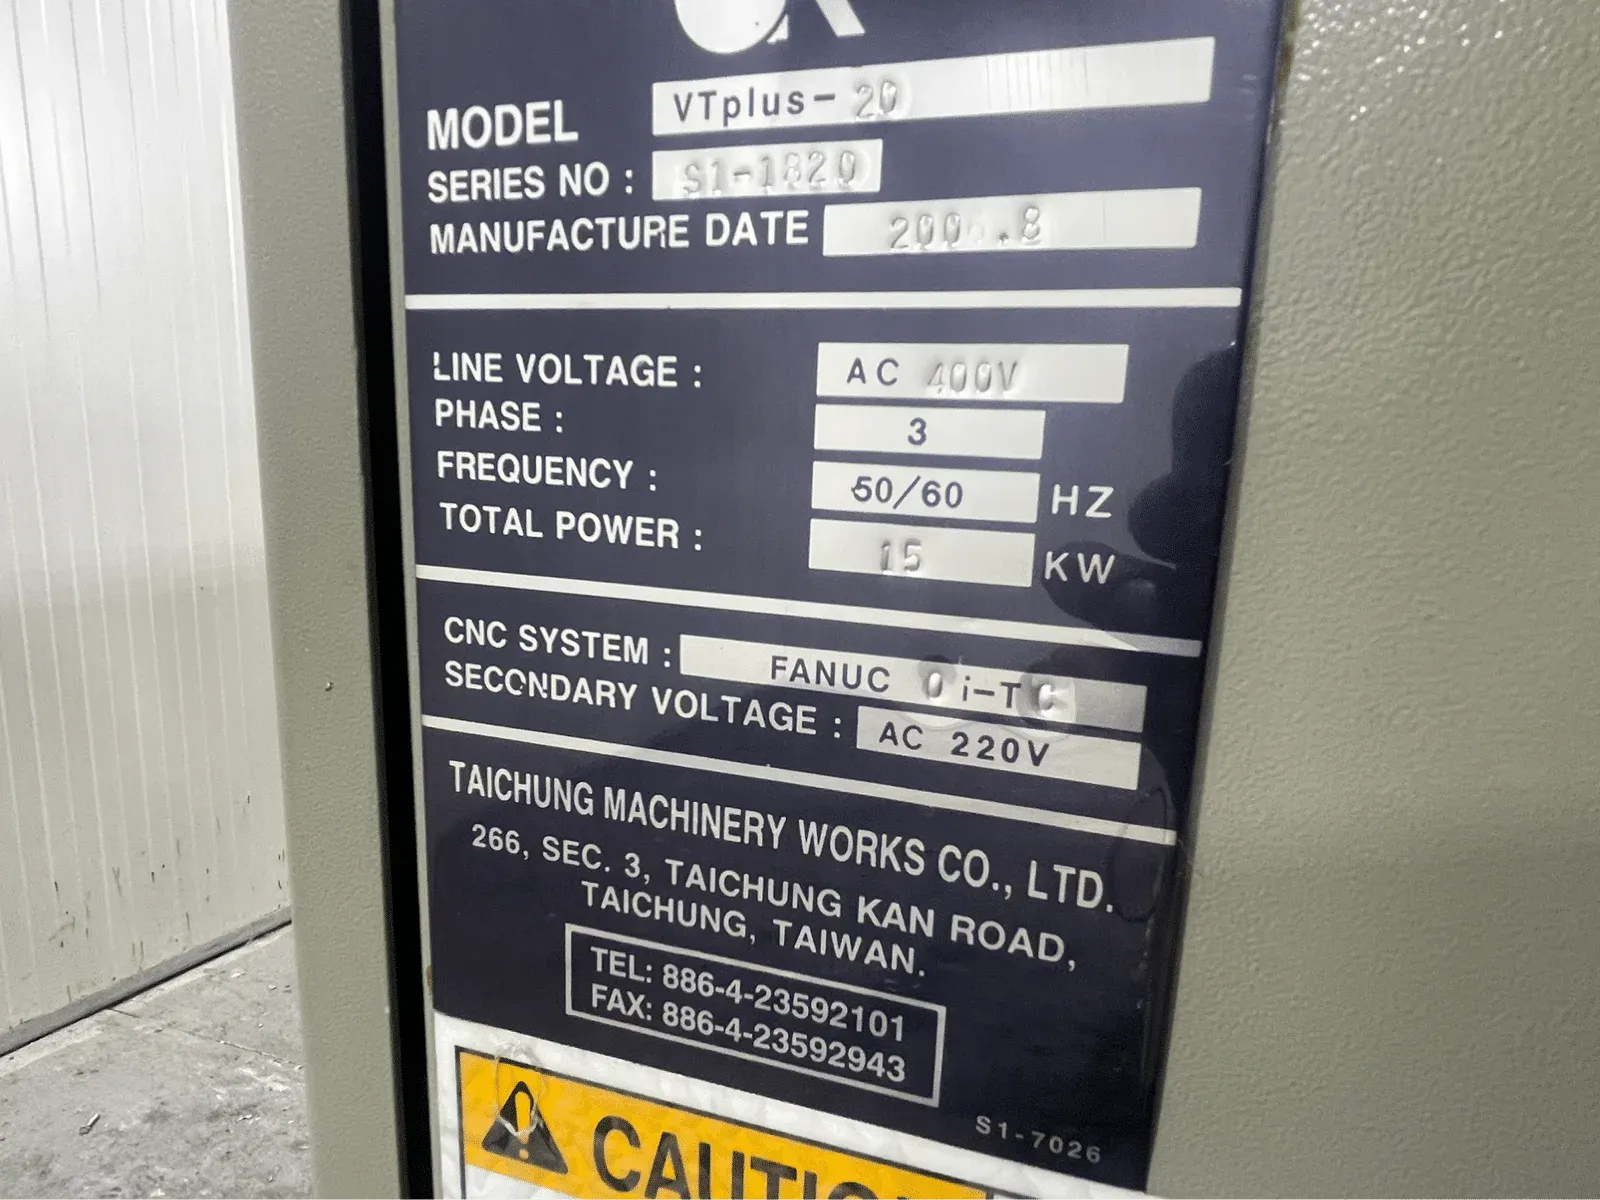 MODEL VTplus-20
SERIES NO : S1-1820
MANUFACTURE DATE
LINE VOLTAGE : AC 400V
PHASE : 3
FREQUENCY : 50/60 HZ
TOTAL POWER : 15 KW
CNC SYSTEM : FANUC 0i-TC
SECONDARY VOLTAGE : AC 220V
TAICHUNG MACHINERY WORKS CO., LTD.
266, SEC. 3, TAICHUNG KAN ROAD,
TAICHUNG, TAIWAN.
TEL: 886-4-23592101
FAX: 886-4-23592943
S1-7026